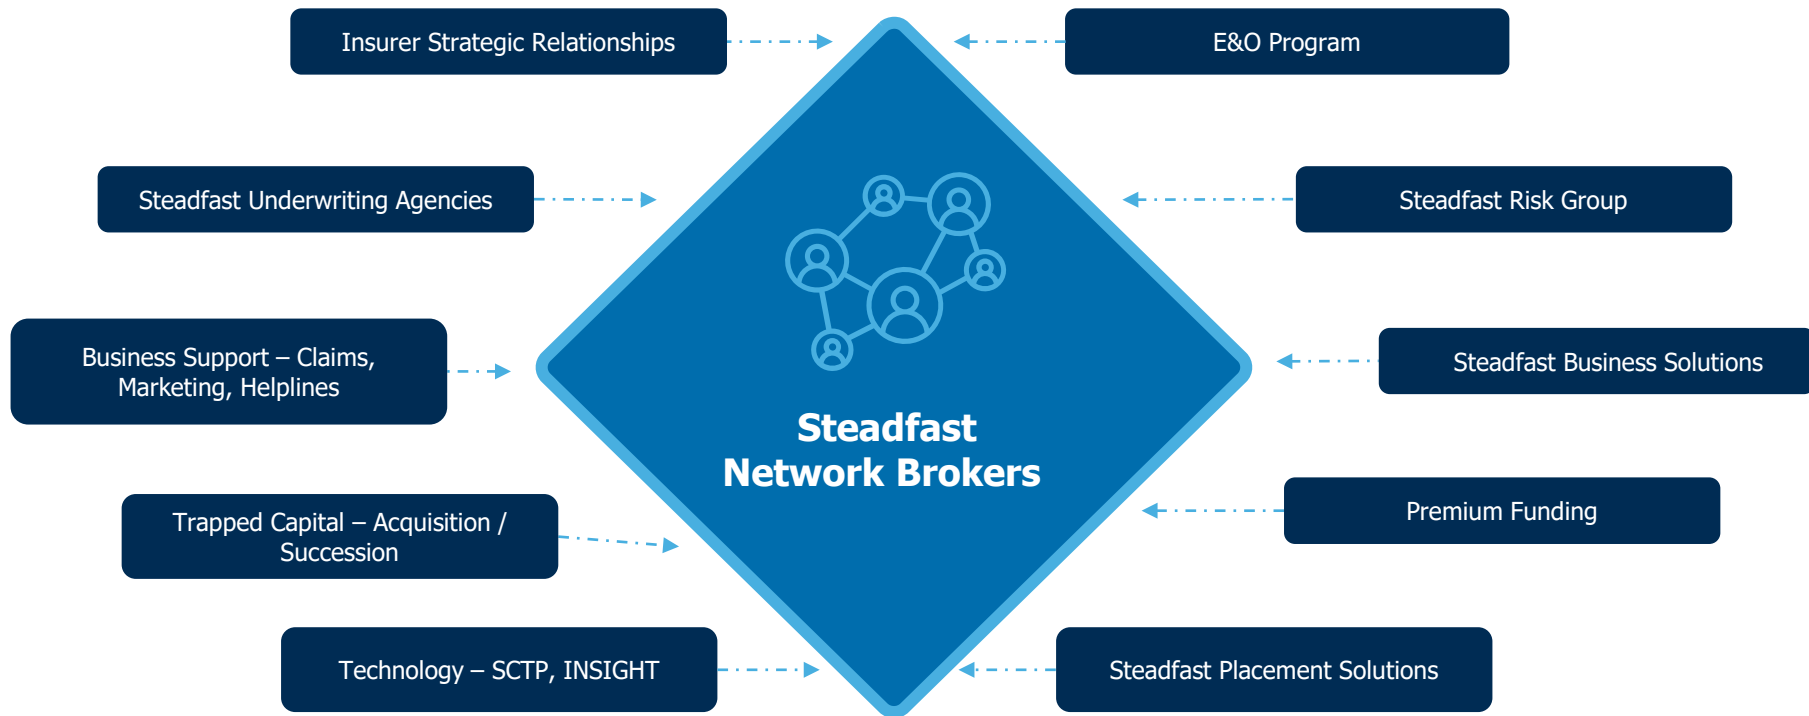 Insurer Strategic Relationships
E&O Program
Steadfast Underwriting Agencies
Steadfast Risk Group
Business Support – Claims,
Marketing, Helplines
Steadfast Business Solutions
Steadfast
Network Brokers
Trapped Capital – Acquisition /
Succession
Premium Funding
Technology – SCTP, INSIGHT
Steadfast Placement Solutions